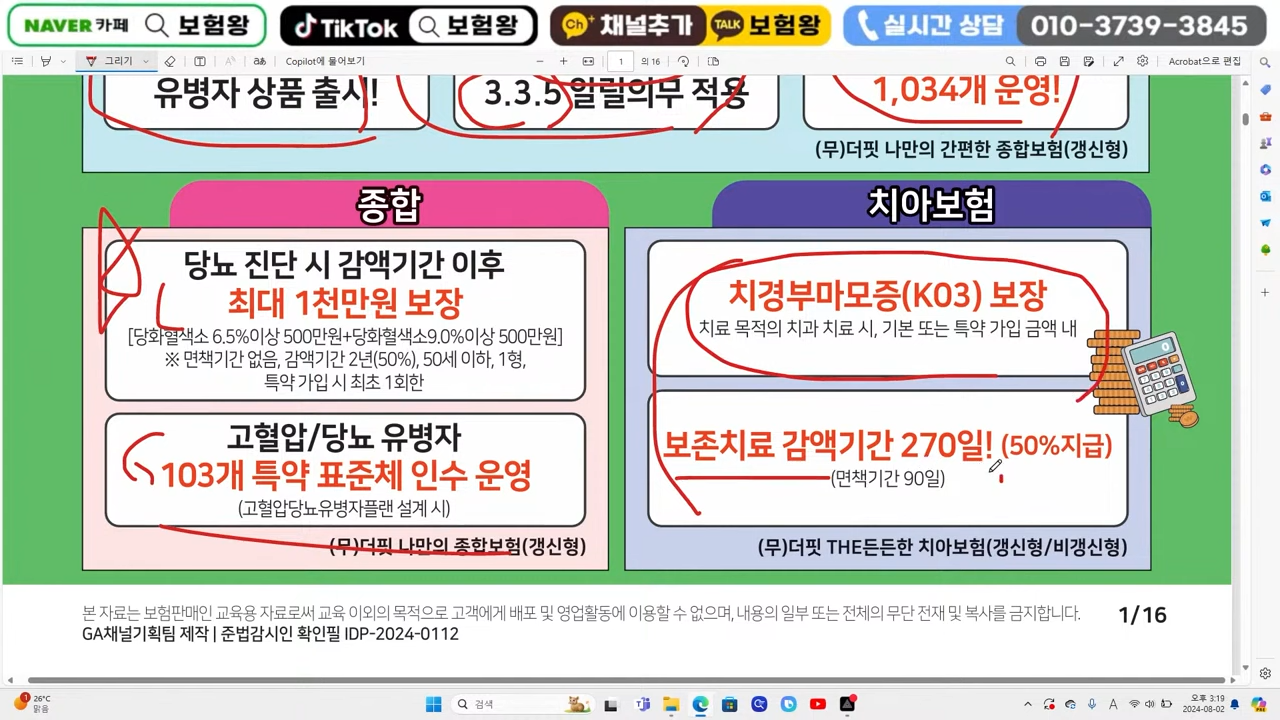 NAVER 카페 보험왕
TikTok 보험왕
Ch+ 채널추가 TALK 보험왕
실시간 상담 010-3739-3845
그리기
Copilot에 물어보기
1 의 16
Acrobat으로 편집
유병자 상품 출시!
3.3.5 알릴의무 적용
1,034개 운영!
(무)더핏 나만의 간편한 종합보험(갱신형)
종합
당뇨 진단 시 감액기간 이후
최대 1천만원 보장
[당화혈색소 6.5%이상 500만원+당화혈색소9.0%이상 500만원]
※ 면책기간 없음, 감액기간 2년(50%), 50세 이하, 1형,
특약 가입 시 최초 1회한
고혈압/당뇨 유병자
103개 특약 표준체 인수 운영
(고혈압당뇨유병자플랜 설계 시)
(무)더핏 나만의 종합보험(갱신형)
치아보험
치경부마모증(K03) 보장
치료 목적의 치과 치료 시, 기본 또는 특약 가입 금액 내
보존치료 감액기간 270일! (50%지급)
(면책기간 90일)
(무)더핏 THE든든한 치아보험(갱신형/비갱신형)
본 자료는 보험판매인 교육용 자료로써 교육 이외의 목적으로 고객에게 배포 및 영업활동에 이용할 수 없으며, 내용의 일부 또는 전체의 무단 전재 및 복사를 금지합니다.
GA채널기획팀 제작 | 준법감시인 확인필 IDP-2024-0112
1/16
26°C
맑음
검색
A
오후 3:19
2024-08-02